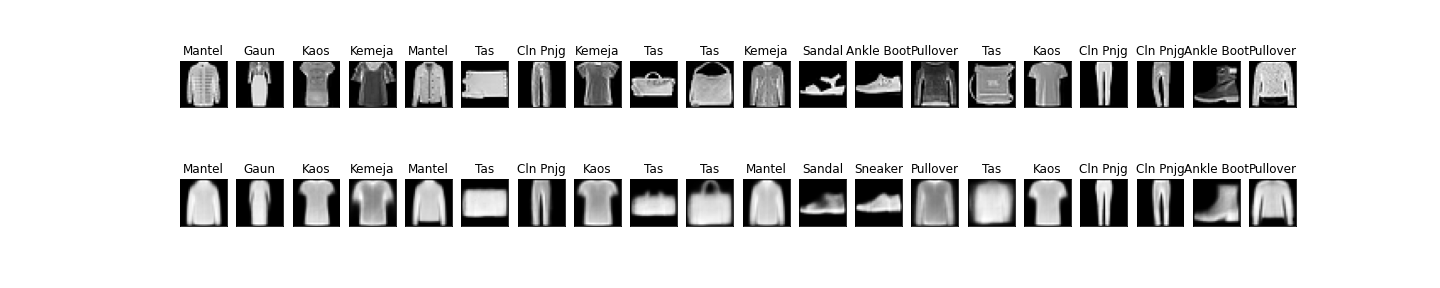 Mantel Gaun Kaos Kemeja Mantel Tas Cln Pnjg Kemeja Tas Tas Kemeja Sandal Ankle Boot Pullover Tas Kaos Cln Pnjg Cln Pnjg Ankle Boot Pullover
Mantel Gaun Kaos Kemeja Mantel Tas Cln Pnjg Kaos Tas Tas Mantel Sandal Sneaker Pullover Tas Kaos Cln Pnjg Cln Pnjg Ankle Boot Pullover